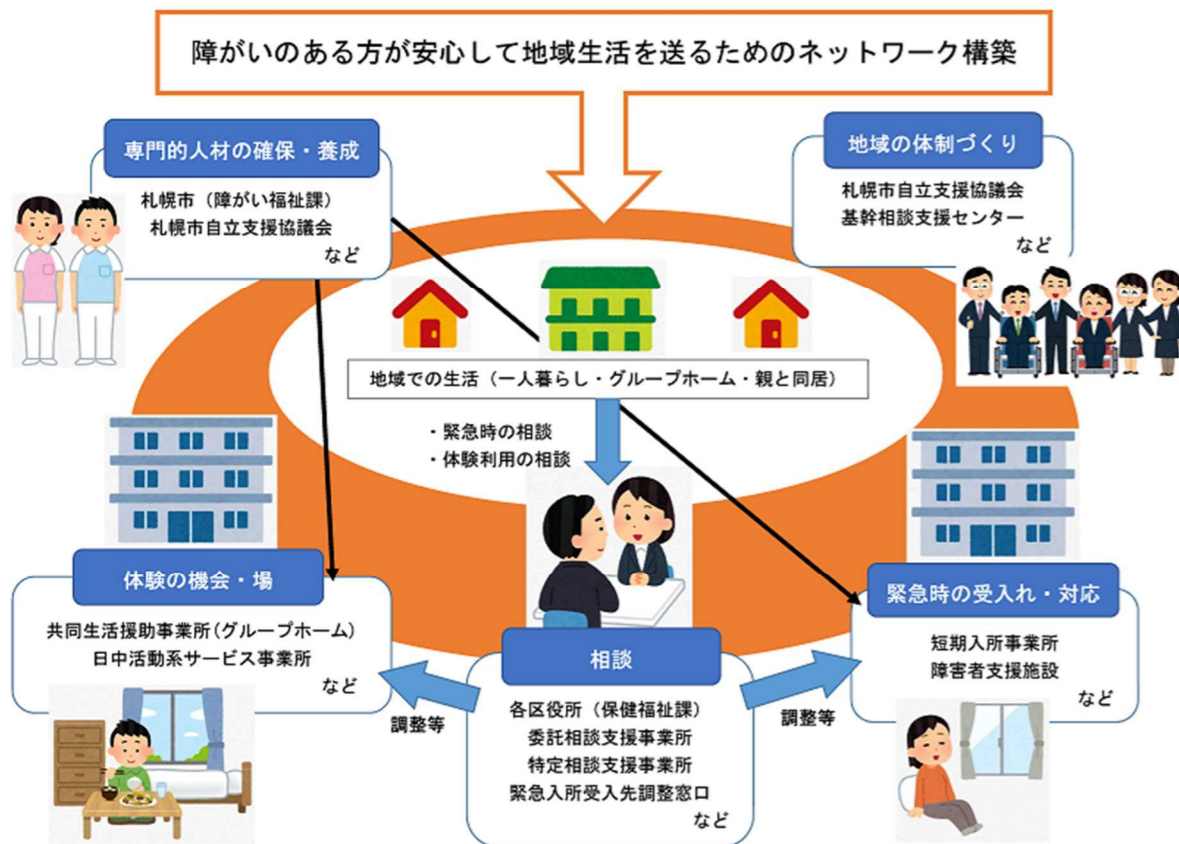 障がいのある方が安心して地域生活を送るためのネットワーク構築
専門的人材の確保・養成
札幌市（障がい福祉課）
札幌市自立支援協議会
など
地域の体制づくり
札幌市自立支援協議会
基幹相談支援センター
など
地域での生活（一人暮らし・グループホーム・親と同居）
・緊急時の相談
・体験利用の相談
体験の機会・場
共同生活援助事業所(グループホーム)
日中活動系サービス事業所
など
調整等
相談
各区役所（保健福祉課）
委託相談支援事業所
特定相談支援事業所
緊急入所受入先調整窓口
など
調整等
緊急時の受入れ・対応
短期入所事業所
障害者支援施設
など